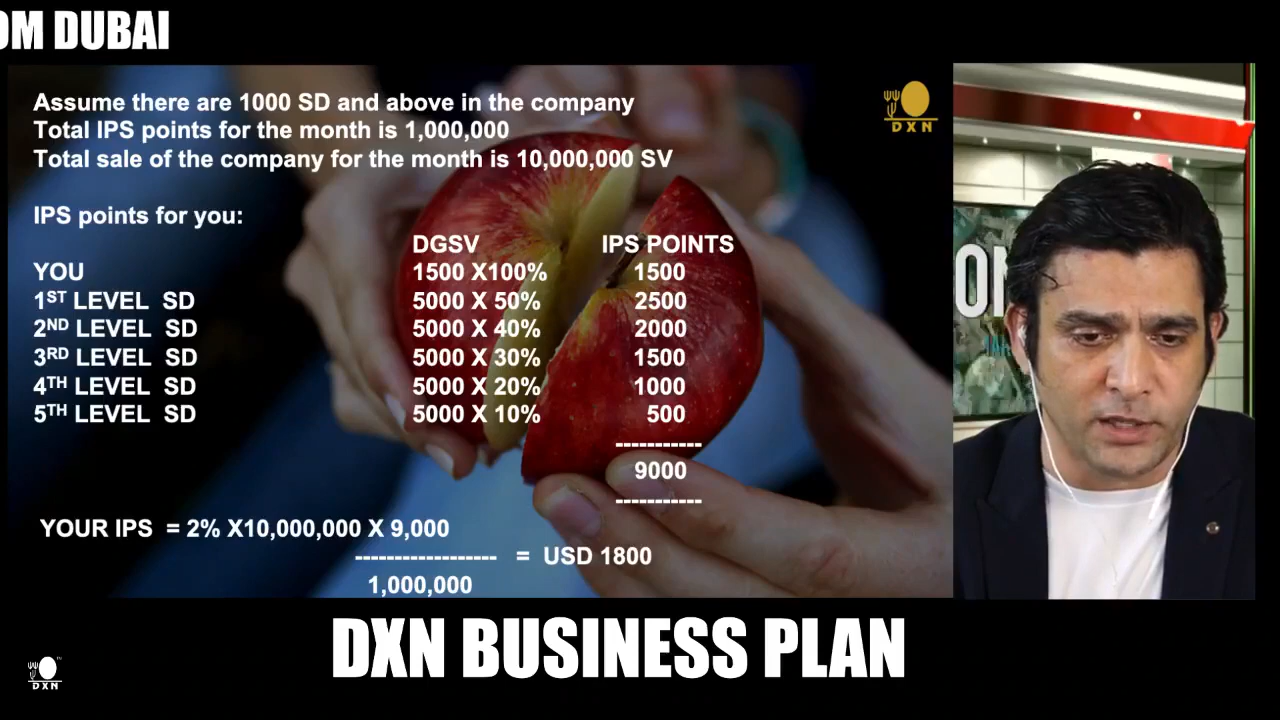 OM DUBAI
Assume there are 1000 SD and above in the company
Total IPS points for the month is 1,000,000
Total sale of the company for the month is 10,000,000 SV
DXN
IPS points for you:
DGSV IPS POINTS
YOU 1500 X100% 1500
1ST LEVEL SD 5000 X 50% 2500
2ND LEVEL SD 5000 X 40% 2000
3RD LEVEL SD 5000 X 30% 1500
4TH LEVEL SD 5000 X 20% 1000
5TH LEVEL SD 5000 X 10% 500
-----------
9000
-----------
YOUR IPS = 2% X10,000,000 X 9,000
------------------ = USD 1800
1,000,000
ON
DXN BUSINESS PLAN
DXN